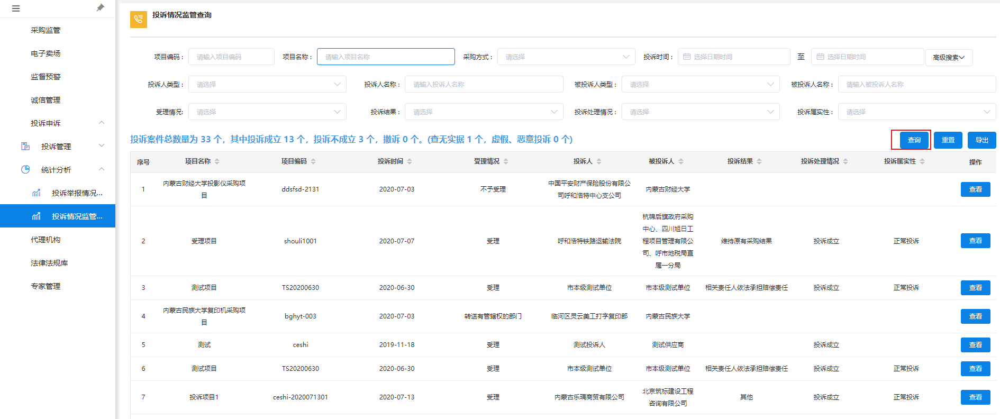 投诉情况监管查询
采购监管
电子卖场
监督预警
诚信管理
投诉申诉
投诉管理
统计分析
投诉举报情况...
投诉情况监管...
代理机构
法律法规库
专家管理
项目编码： 请输入项目编码 项目名称： 请输入项目名称 采购方式： 请选择 投诉时间： 选择日期时间 至 选择日期时间 高级搜索
投诉人类型： 请选择 投诉人名称： 请输入投诉人名称 被投诉人类型： 请选择 被投诉人名称： 请输入被投诉人名称
受理情况: 请选择 投诉结果： 请选择 投诉处理情况： 请选择 投诉属实性： 请选择
投诉案件总数量为 33 个，其中投诉成立 13 个，投诉不成立 3 个，撤诉 0 个。(查无实据 1 个，虚假、恶意投诉 0 个)
查询 重置 导出
序号 项目名称 项目编码 投诉时间 受理情况 投诉人 被投诉人 投诉结果 投诉处理情况 投诉属实性 操作
1 内蒙古财经大学投影仪采购项
目 ddsfsd-2131 2020-07-03 不予受理 中国平安财产保险股份有限公
司呼和浩特中心支公司 内蒙古财经大学 查看
2 受理项目 shouli1001 2020-07-07 受理 呼和浩特铁路运输法院 杭锦后旗政府采购
中心、四川旭日工
程项目管理有限公
司、呼市地税局直
属一分局 维持原有采购结果 投诉成立 正常投诉 查看
3 测试项目 TS20200630 2020-06-30 受理 市本级测试单位 市本级测试单位 相关责任人依法承担赔偿责任 投诉成立 正常投诉 查看
4 内蒙古民族大学复印机采购项
目 bghyt-003 2020-07-03 转送有管辖权的部门 临河区灵云美工打字复印部 内蒙古民族大学 查看
5 测试 ceshi 2019-11-18 受理 测试投诉人 测试供应商 投诉成立 查看
6 测试项目 TS20200630 2020-06-30 受理 市本级测试单位 市本级测试单位 相关责任人依法承担赔偿责任 投诉成立 正常投诉 查看
7 投诉项目1 ceshi-2020071301 2020-07-13 受理 内蒙古乐瑀商贸有限公司 北京筑标建设工程
咨询有限公司 其他 投诉成立 正常投诉 查看